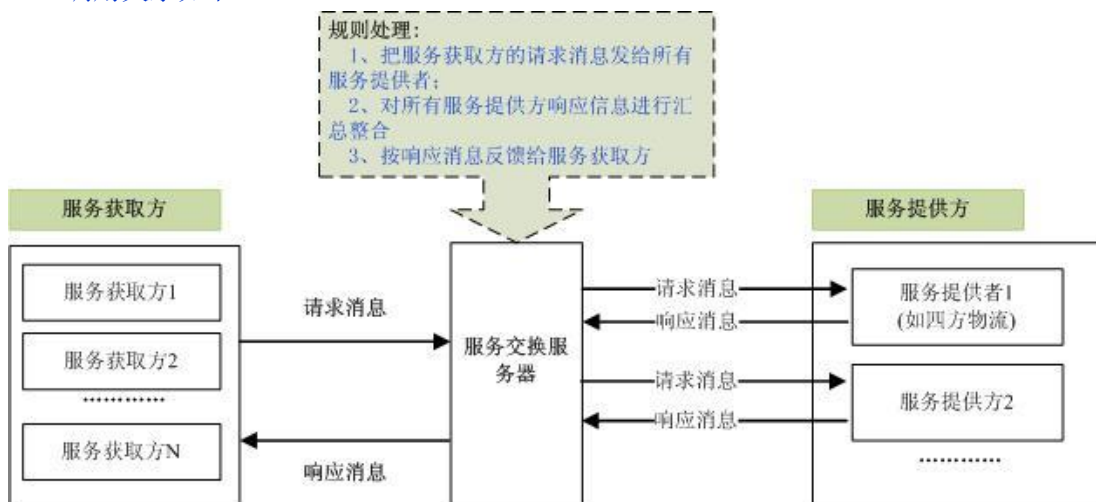 规则处理:
1、把服务获取方的请求消息发给所有
服务提供者;
2、对所有服务提供方响应信息进行汇
总整合
3、按响应消息反馈给服务获取方
服务获取方
服务提供方
服务获取方1
服务获取方2
…………
服务获取方N
请求消息
响应消息
服务交换服
务器
请求消息
响应消息
请求消息
响应消息
服务提供者1
(如四方物流)
服务提供方2
…………